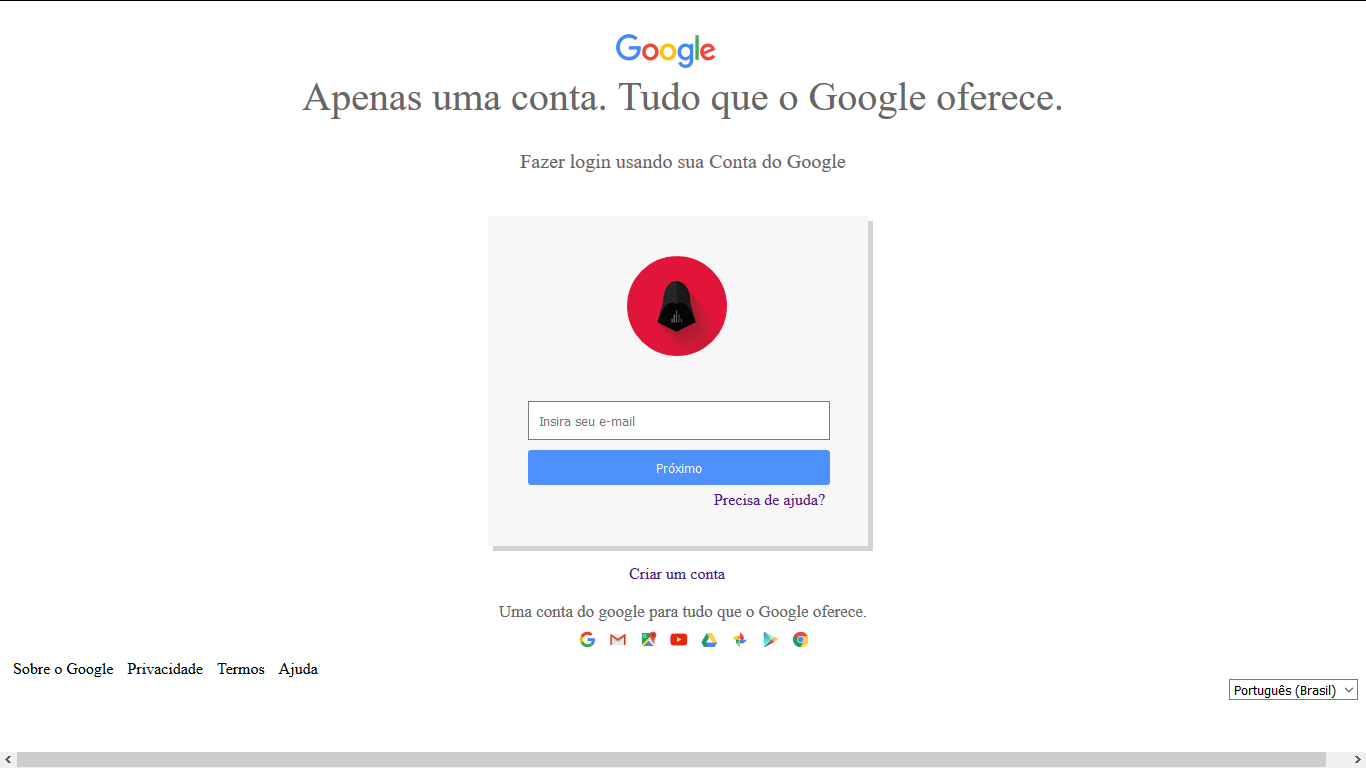 Google
Apenas uma conta. Tudo que o Google oferece.
Fazer login usando sua Conta do Google
Insira seu e-mail
Próximo
Precisa de ajuda?
Criar um conta
Uma conta do google para tudo que o Google oferece.
Sobre o Google Privacidade Termos Ajuda
Português (Brasil)